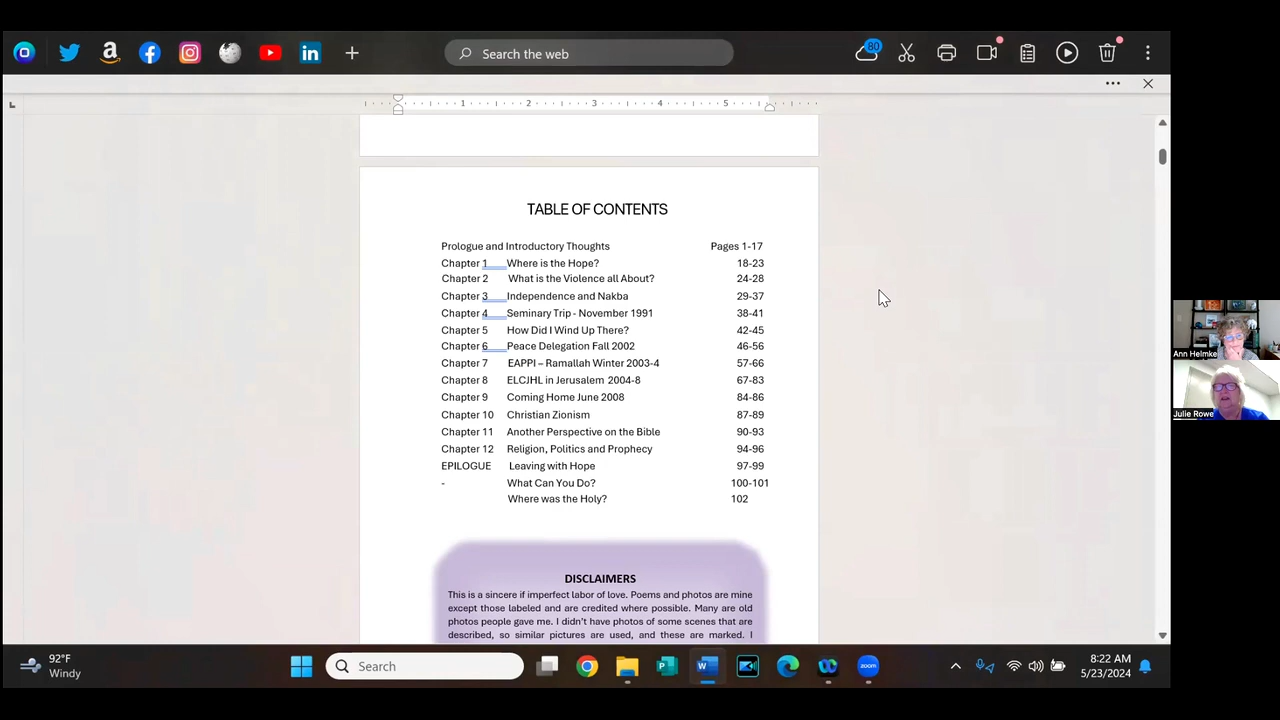 Search the web
80
1 2 3 4 5
TABLE OF CONTENTS
Prologue and Introductory Thoughts Pages 1-17
Chapter 1 Where is the Hope? 18-23
Chapter 2 What is the Violence all About? 24-28
Chapter 3 Independence and Nakba 29-37
Chapter 4 Seminary Trip - November 1991 38-41
Chapter 5 How Did I Wind Up There? 42-45
Chapter 6 Peace Delegation Fall 2002 46-56
Chapter 7 EAPPI – Ramallah Winter 2003-4 57-66
Chapter 8 ELCJHL in Jerusalem 2004-8 67-83
Chapter 9 Coming Home June 2008 84-86
Chapter 10 Christian Zionism 87-89
Chapter 11 Another Perspective on the Bible 90-93
Chapter 12 Religion, Politics and Prophecy 94-96
EPILOGUE Leaving with Hope 97-99
- What Can You Do? 100-101
Where was the Holy? 102
DISCLAIMERS
This is a sincere if imperfect labor of love. Poems and photos are mine
except those labeled and are credited where possible. Many are old
photos people gave me. I didn't have photos of some scenes that are
described, so similar pictures are used, and these are marked. I
Ann Helmke
Julie Rowe
92°F
Windy
Search
zoom
8:22 AM
5/23/2024